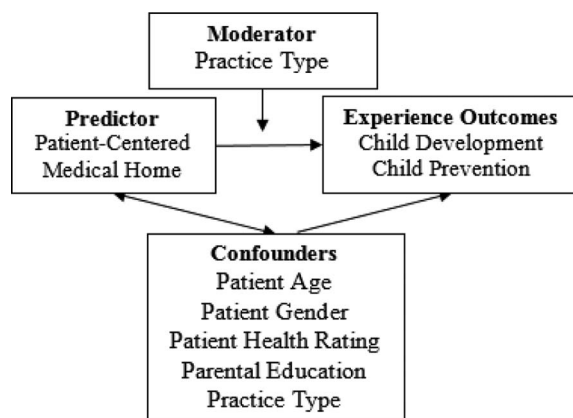 Moderator
Practice Type
Predictor
Patient-Centered
Medical Home
Experience Outcomes
Child Development
Child Prevention
Confounders
Patient Age
Patient Gender
Patient Health Rating
Parental Education
Practice Type